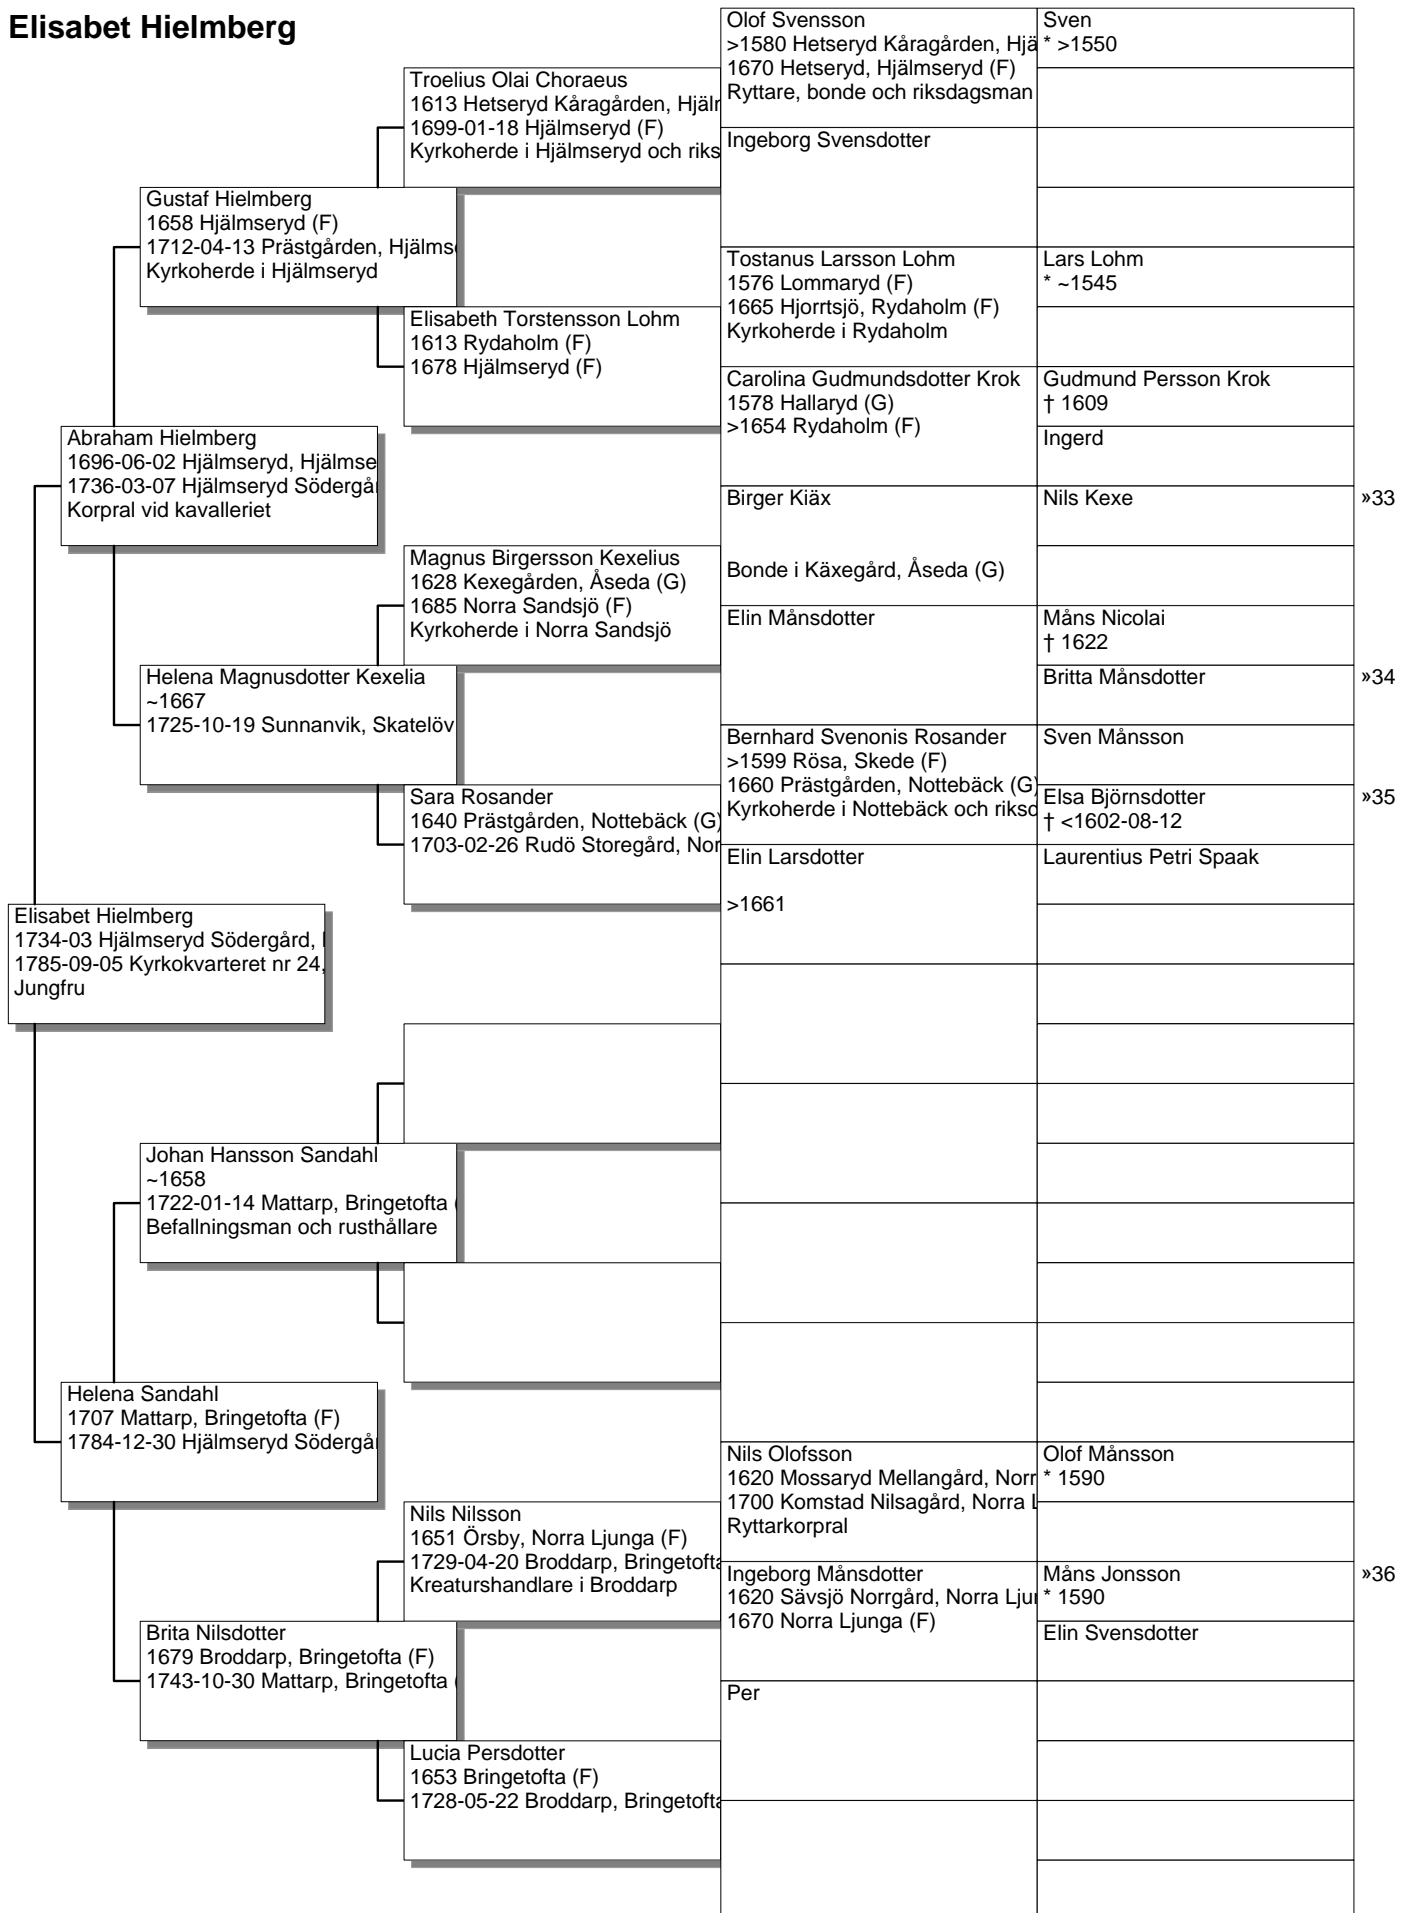 Elisabet Hielmberg
Elisabet Hielmberg
1734-03 Hjälmseryd Södergård,
1785-09-05 Kyrkokvarteret nr 24,
Jungfru
Abraham Hielmberg
1696-06-02 Hjälmseryd, Hjälmse
1736-03-07 Hjälmseryd Södergår
Korpral vid kavalleriet
Helena Sandahl
1707 Mattarp, Bringetofta (F)
1784-12-30 Hjälmseryd Södergår
Gustaf Hielmberg
1658 Hjälmseryd (F)
1712-04-13 Prästgården, Hjälmse
Kyrkoherde i Hjälmseryd
Helena Magnusdotter Kexelia
~1667
1725-10-19 Sunnanvik, Skatelöv
Johan Hansson Sandahl
~1658
1722-01-14 Mattarp, Bringetofta (
Befallningsman och rusthållare
Brita Nilsdotter
1679 Broddarp, Bringetofta (F)
1743-10-30 Mattarp, Bringetofta (
Troelius Olai Choraeus
1613 Hetseryd Kåragården, Hjälm
1699-01-18 Hjälmseryd (F)
Kyrkoherde i Hjälmseryd och riks
Elisabeth Torstensson Lohm
1613 Rydaholm (F)
1678 Hjälmseryd (F)
Magnus Birgersson Kexelius
1628 Kexegården, Åseda (G)
1685 Norra Sandsjö (F)
Kyrkoherde i Norra Sandsjö
Sara Rosander
1640 Prästgården, Nottebäck (G)
1703-02-26 Rudö Storegård, Nor
Nils Nilsson
1651 Örsby, Norra Ljunga (F)
1729-04-20 Broddarp, Bringetofta
Kreaturshandlare i Broddarp
Lucia Persdotter
1653 Bringetofta (F)
1728-05-22 Broddarp, Bringetofta
Olof Svensson
>1580 Hetseryd Kåragården, Hjä
1670 Hetseryd, Hjälmseryd (F)
Ryttare, bonde och riksdagsman
Ingeborg Svensdotter
Tostanus Larsson Lohm
1576 Lommaryd (F)
1665 Hjorrtsjö, Rydaholm (F)
Kyrkoherde i Rydaholm
Carolina Gudmundsdotter Krok
1578 Hallaryd (G)
>1654 Rydaholm (F)
Birger Kiäx
Bonde i Käxegård, Åseda (G)
Elin Månsdotter
Bernhard Svenonis Rosander
>1599 Rösa, Skede (F)
1660 Prästgården, Nottebäck (G)
Kyrkoherde i Nottebäck och riksd
Elin Larsdotter
>1661
Nils Olofsson
1620 Mossaryd Mellangård, Norr
1700 Komstad Nilsagård, Norra L
Ryttarkorpral
Ingeborg Månsdotter
1620 Sävsjö Norrgård, Norra Ljun
1670 Norra Ljunga (F)
Per
Sven
* >1550
Lars Lohm
* ~1545
Gudmund Persson Krok
† 1609
Ingerd
Nils Kexe
»33
Måns Nicolai
† 1622
Britta Månsdotter
»34
Sven Månsson
Elsa Björnsdotter
† <1602-08-12
»35
Laurentius Petri Spaak
Olof Månsson
* 1590
Måns Jonsson
* 1590
»36
Elin Svensdotter